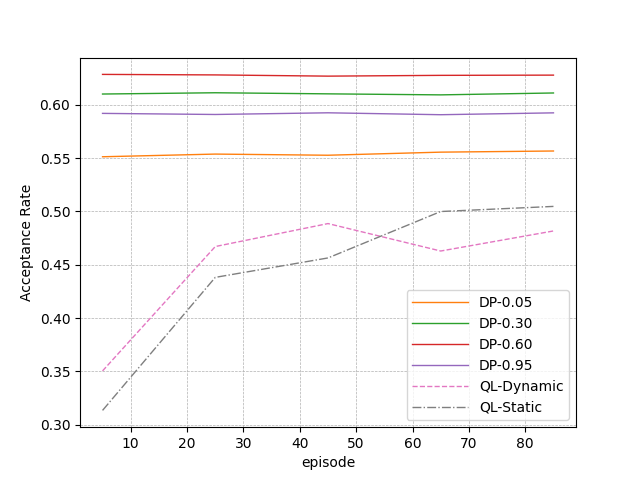 0.60
0.55
0.50
0.45
0.40
0.35
0.30
Acceptance Rate
DP-0.05
DP-0.30
DP-0.60
DP-0.95
QL-Dynamic
QL-Static
10 20 30 40 50 60 70 80
episode